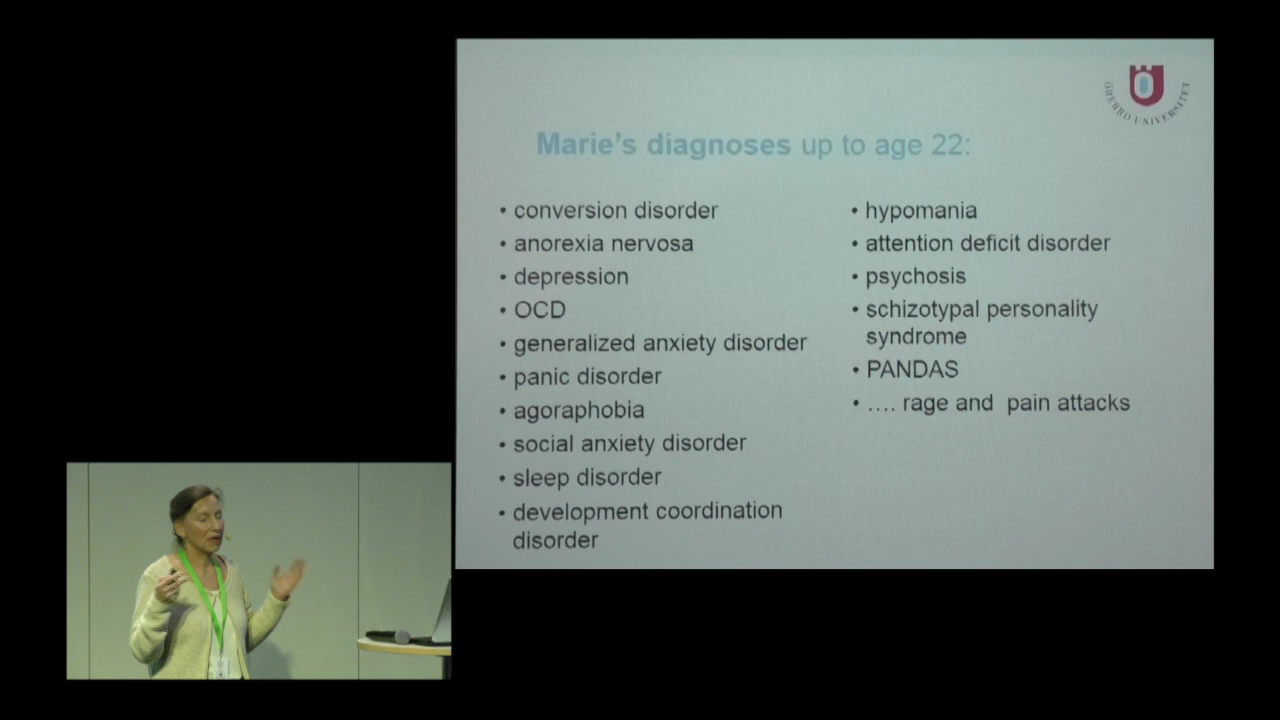 ÖREBRO UNIVERSITET
Marie's diagnoses up to age 22:
• conversion disorder
• anorexia nervosa
• depression
• OCD
• generalized anxiety disorder
• panic disorder
• agoraphobia
• social anxiety disorder
• sleep disorder
• development coordination
disorder
• hypomania
• attention deficit disorder
• psychosis
• schizotypal personality
syndrome
• PANDAS
• …. rage and pain attacks